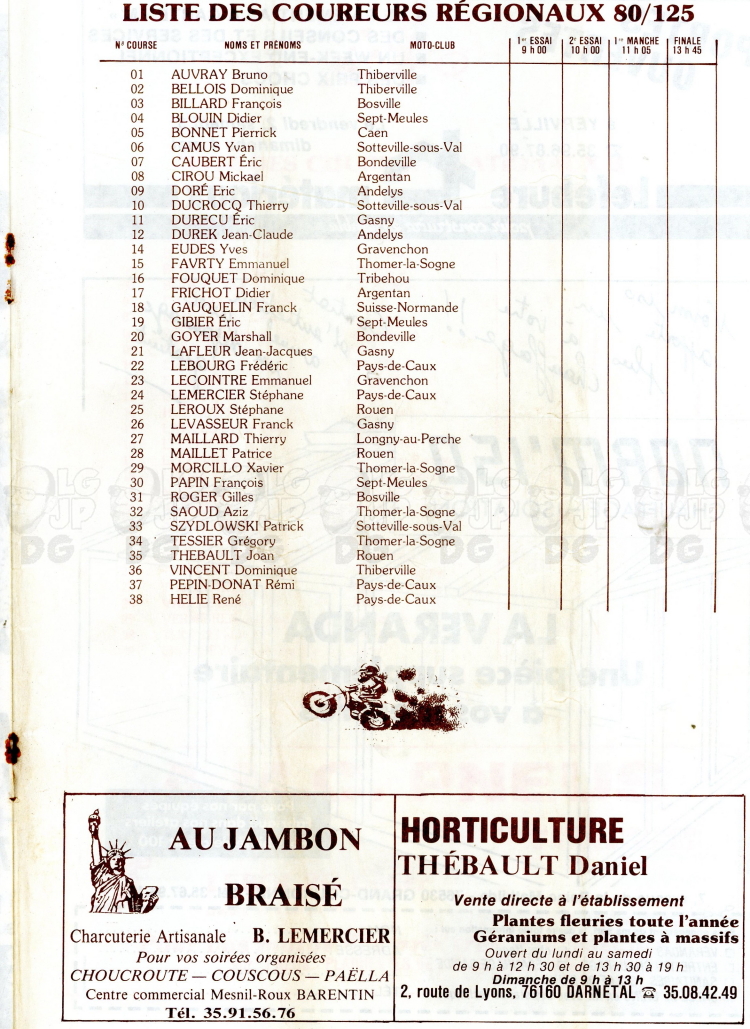 LISTE DES COUREURS RÉGIONAUX 80/125
N° COURSE NOMS ET PRÉNOMS MOTO-CLUB 1er ESSAI 9 h 00 2e ESSAI 10 h 00 1re MANCHE 11 h 05 FINALE 13 h 45
01 AUVRAY Bruno Thiberville
02 BELLOIS Dominique Thiberville
03 BILLARD François Bosville
04 BLOUIN Didier Sept-Meules
05 BONNET Pierrick Caen
06 CAMUS Yvan Sotteville-sous-Val
07 CAUBERT Éric Bondeville
08 CIROU Mickael Argentan
09 DORÉ Eric Andelys
10 DUCROCQ Thierry Sotteville-sous-Val
11 DURECU Éric Gasny
12 DUREK Jean-Claude Andelys
14 EUDES Yves Gravenchon
15 FAVRTY Emmanuel Thomer-la-Sogne
16 FOUQUET Dominique Tribehou
17 FRICHOT Didier Argentan
18 GAUQUELIN Franck Suisse-Normande
19 GIBIER Éric Sept-Meules
20 GOYER Marshall Bondeville
21 LAFLEUR Jean-Jacques Gasny
22 LEBOURG Frédéric Pays-de-Caux
23 LECOINTRE Emmanuel Gravenchon
24 LEMERCIER Stéphane Pays-de-Caux
25 LEROUX Stéphane Rouen
26 LEVASSEUR Franck Gasny
27 MAILLARD Thierry Longny-au-Perche
28 MAILLET Patrice Rouen
29 MORCILLO Xavier Thomer-la-Sogne
30 PAPIN François Sept-Meules
31 ROGER Gilles Bosville
32 SAOUD Aziz Thomer-la-Sogne
33 SZYDLOWSKI Patrick Sotteville-sous-Val
34 TESSIER Grégory Thomer-la-Sogne
35 THEBAULT Joan Rouen
36 VINCENT Dominique Thiberville
37 PEPIN-DONAT Rémi Pays-de-Caux
38 HELIE René Pays-de-Caux
AU JAMBON
BRAISÉ
Charcuterie Artisanale B. LEMERCIER
Pour vos soirées organisées
CHOUCROUTE — COUSCOUS — PAËLLA
Centre commercial Mesnil-Roux BARENTIN
Tél. 35.91.56.76
HORTICULTURE
THÉBAULT Daniel
Vente directe à l'établissement
Plantes fleuries toute l'année
Géraniums et plantes à massifs
Ouvert du lundi au samedi
de 9 h à 12 h 30 et de 13 h 30 à 19 h
Dimanche de 9 h à 13 h
2, route de Lyons, 76160 DARNÉTAL ☎ 35.08.42.49